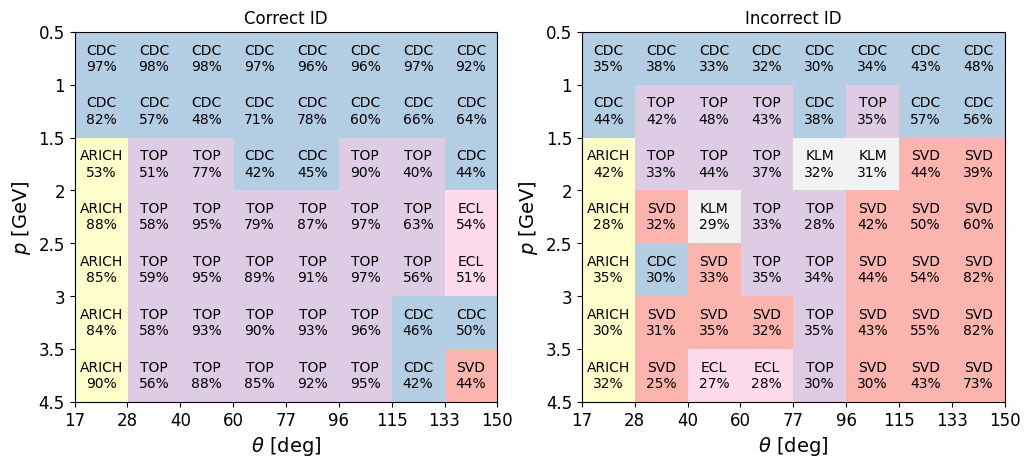 Correct ID
Incorrect ID
0.5
CDC CDC CDC CDC CDC CDC CDC CDC
97% 98% 98% 97% 96% 96% 97% 92%
1
CDC CDC CDC CDC CDC CDC CDC CDC
82% 57% 48% 71% 78% 60% 66% 64%
1.5
ARICH TOP TOP CDC CDC TOP TOP CDC
53% 51% 77% 42% 45% 90% 40% 44%
2
ARICH TOP TOP TOP TOP TOP TOP ECL
88% 58% 95% 79% 87% 97% 63% 54%
2.5
ARICH TOP TOP TOP TOP TOP TOP ECL
85% 59% 95% 89% 91% 97% 56% 51%
3
ARICH TOP TOP TOP TOP TOP CDC CDC
84% 58% 93% 90% 93% 96% 46% 50%
3.5
ARICH TOP TOP TOP TOP TOP CDC SVD
90% 56% 88% 85% 92% 95% 42% 44%
4.5
17 28 40 60 77 96 115 133 150
p [GeV]
θ [deg]
0.5
CDC CDC CDC CDC CDC CDC CDC CDC
35% 38% 33% 32% 30% 34% 43% 48%
1
CDC TOP TOP TOP CDC TOP CDC CDC
44% 42% 48% 43% 38% 35% 57% 56%
1.5
ARICH TOP TOP TOP KLM KLM SVD SVD
42% 33% 44% 37% 32% 31% 44% 39%
2
ARICH SVD KLM TOP TOP SVD SVD SVD
28% 32% 29% 33% 28% 42% 50% 60%
2.5
ARICH CDC SVD TOP TOP SVD SVD SVD
35% 30% 33% 35% 34% 44% 54% 82%
3
ARICH SVD SVD SVD TOP SVD SVD SVD
30% 31% 35% 32% 35% 43% 55% 82%
3.5
ARICH SVD ECL ECL TOP SVD SVD SVD
32% 25% 27% 28% 30% 30% 43% 73%
4.5
17 28 40 60 77 96 115 133 150
p [GeV]
θ [deg]